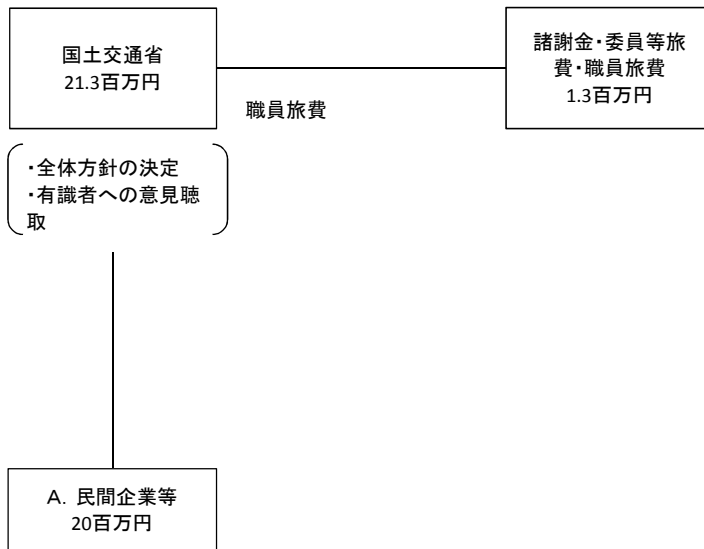 国土交通省
21.3百万円
諸謝金・委員等旅
費・職員旅費
1.3百万円
職員旅費
・全体方針の決定
・有識者への意見聴
取
A. 民間企業等
20百万円